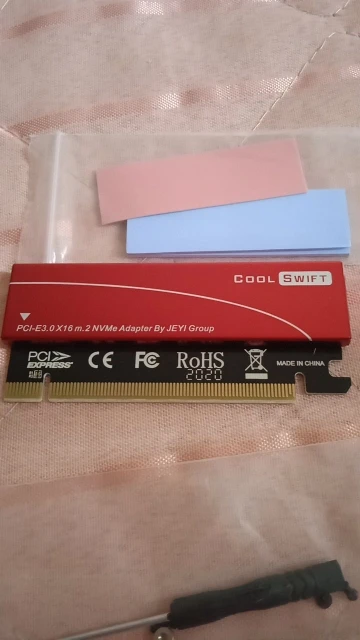 COOL SWIFT
PCI-E3.0 X16 m.2 NVMe Adapter By JEYI Group
PCI EXPRESS
CE
FC
RoHS
2020
MADE IN CHINA